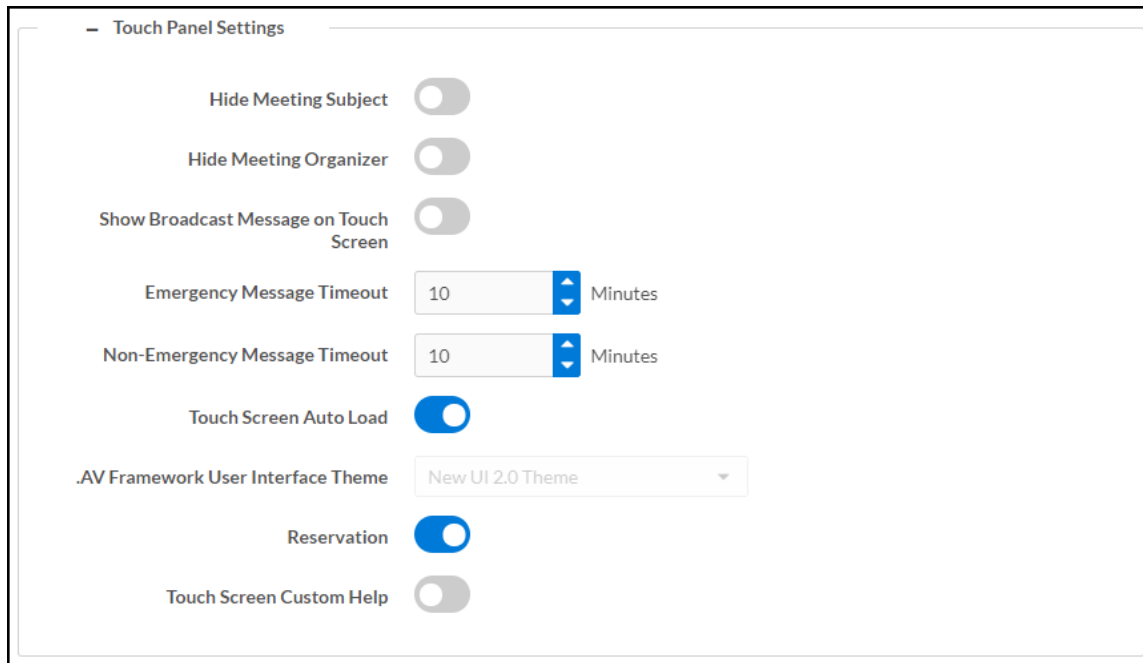 – Touch Panel Settings
Hide Meeting Subject
Hide Meeting Organizer
Show Broadcast Message on Touch
Screen
Emergency Message Timeout 10 Minutes
Non-Emergency Message Timeout 10 Minutes
Touch Screen Auto Load
.AV Framework User Interface Theme New UI 2.0 Theme
Reservation
Touch Screen Custom Help